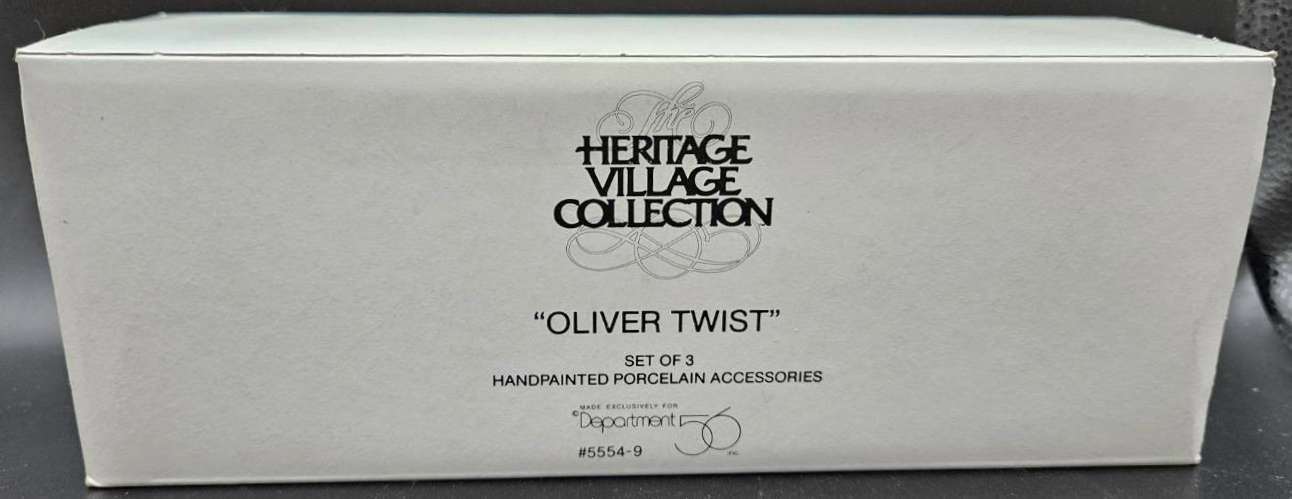 The
HERITAGE
VILLAGE
COLLECTION
“OLIVER TWIST”
SET OF 3
HANDPAINTED PORCELAIN ACCESSORIES
MADE EXCLUSIVELY FOR
©Department 56 INC.
#5554-9